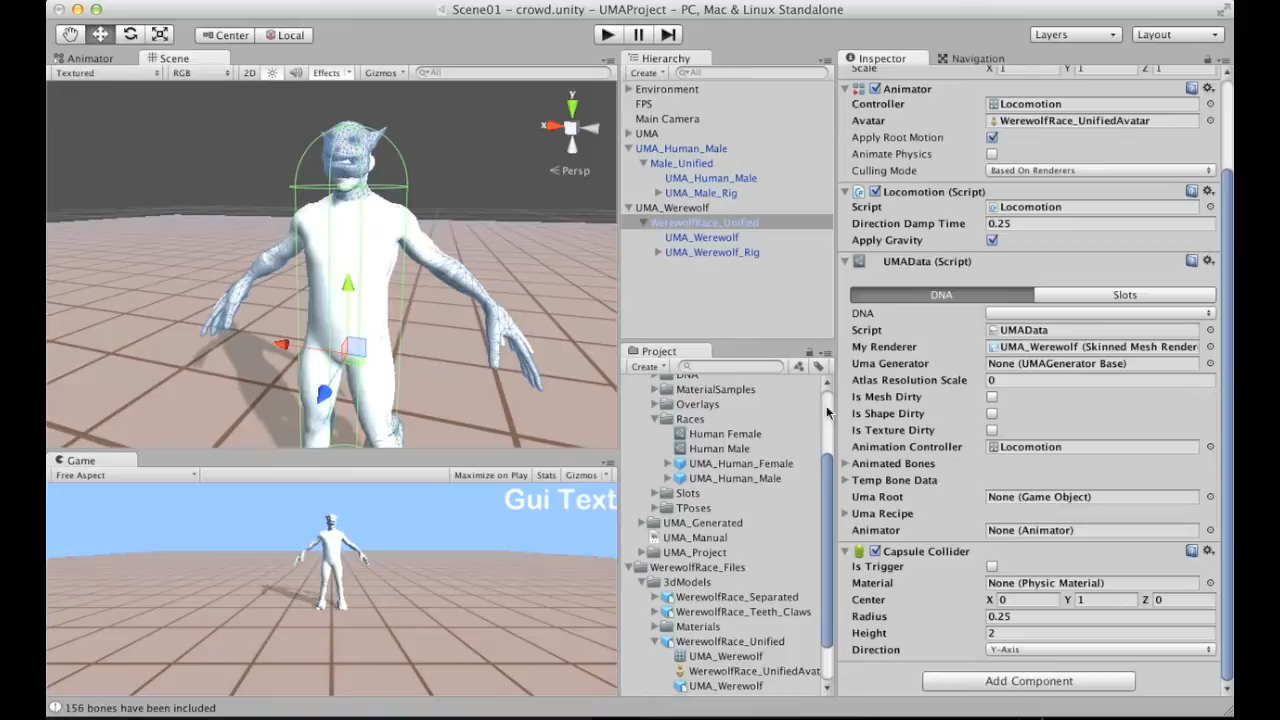 Scene01 – crowd.unity – UMAProject – PC, Mac & Linux Standalone
Center Local Layers Layout
Animator Scene
Textured RGB 2D Effects Gizmos All
y
x
Persp
Game
Free Aspect Maximize on Play Stats Gizmos
Gui Text
Hierarchy
Create All
Environment
FPS
Main Camera
UMA
UMA_Human_Male
Male_Unified
UMA_Human_Male
UMA_Male_Rig
UMA_Werewolf
WerewolfRace_Unified
UMA_Werewolf
UMA_Werewolf_Rig
Project
Create
DNA
MaterialSamples
Overlays
Races
Human Female
Human Male
UMA_Human_Female
UMA_Human_Male
Slots
TPoses
UMA_Generated
UMA_Manual
UMA_Project
WerewolfRace_Files
3dModels
WerewolfRace_Separated
WerewolfRace_Teeth_Claws
Materials
WerewolfRace_Unified
UMA_Werewolf
WerewolfRace_UnifiedAvat
UMA_Werewolf
Inspector Navigation
Scale X 1 Y 1 Z 1
Animator
Controller Locomotion
Avatar WerewolfRace_UnifiedAvatar
Apply Root Motion
Animate Physics
Culling Mode Based On Renderers
Locomotion (Script)
Script Locomotion
Direction Damp Time 0.25
Apply Gravity
UMAData (Script)
DNA Slots
DNA
Script UMAData
My Renderer UMA_Werewolf (Skinned Mesh Render
Uma Generator None (UMAGenerator Base)
Atlas Resolution Scale 0
Is Mesh Dirty
Is Shape Dirty
Is Texture Dirty
Animation Controller Locomotion
Animated Bones
Temp Bone Data
Uma Root None (Game Object)
Uma Recipe
Animator None (Animator)
Capsule Collider
Is Trigger
Material None (Physic Material)
Center X 0 Y 1 Z 0
Radius 0.25
Height 2
Direction Y-Axis
Add Component
156 bones have been included